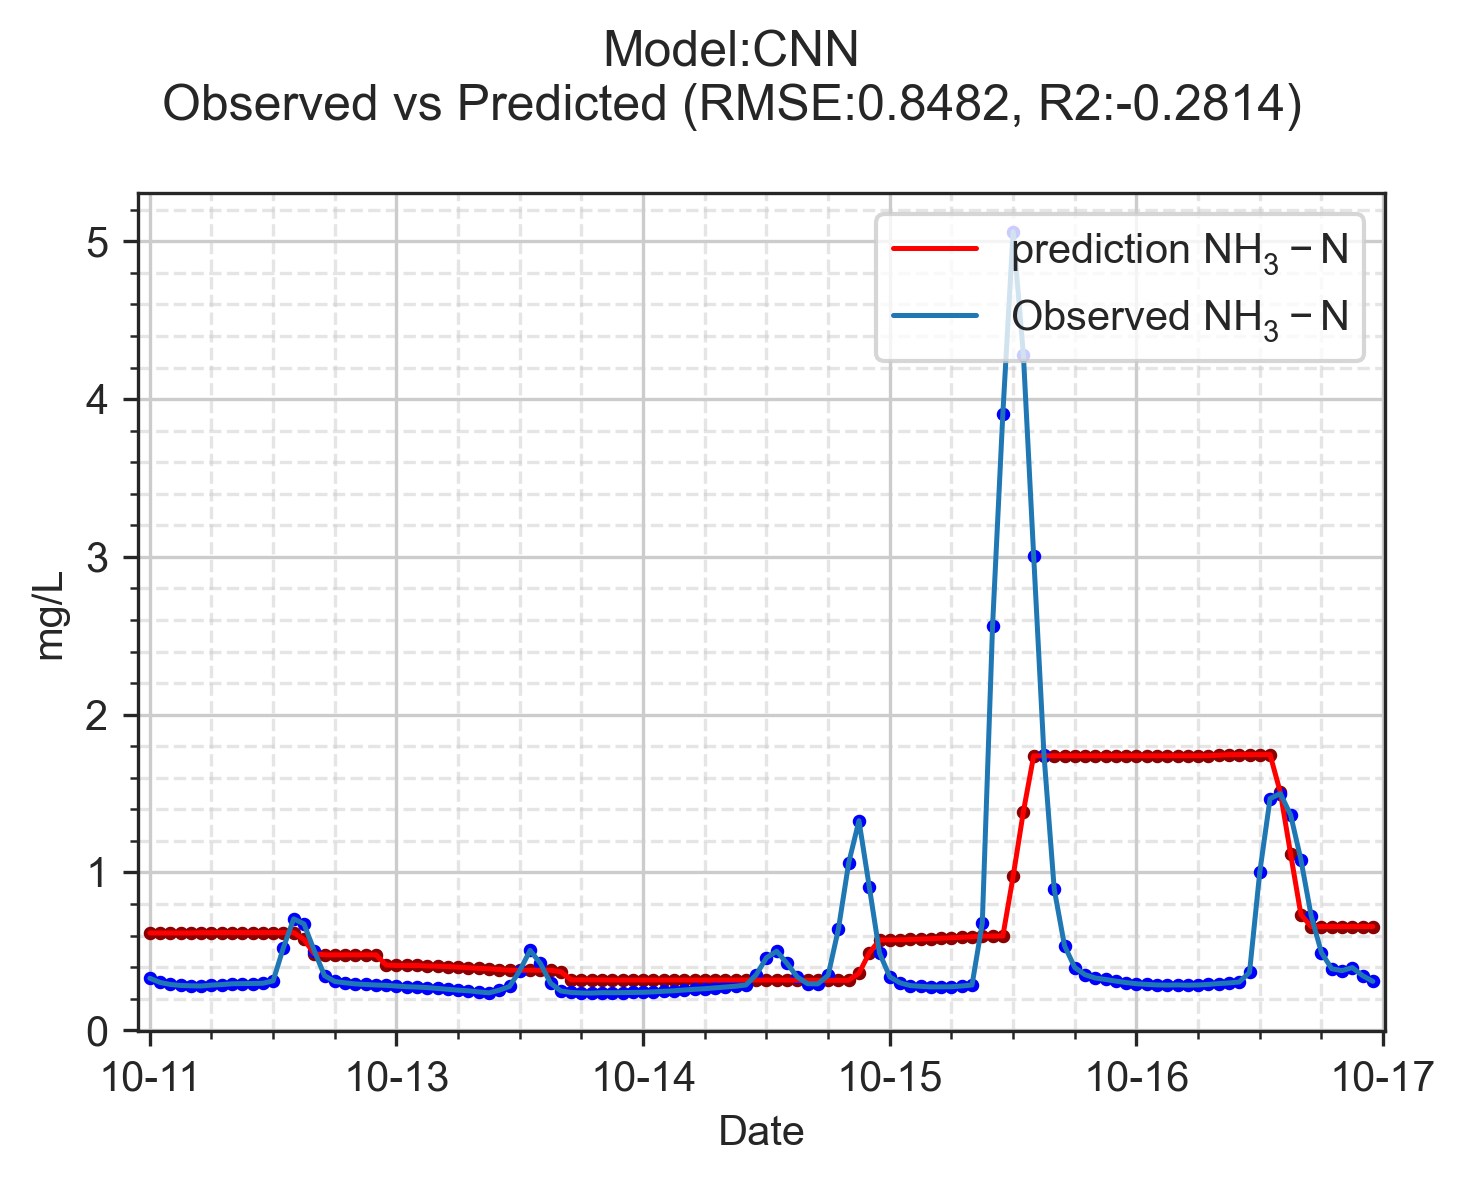 Model:CNN
Observed vs Predicted (RMSE:0.8482, R2:-0.2814)
prediction NH₃ − N
Observed NH₃ − N
5
4
3
2
1
0
mg/L
10-11 10-13 10-14 10-15 10-16 10-17
Date